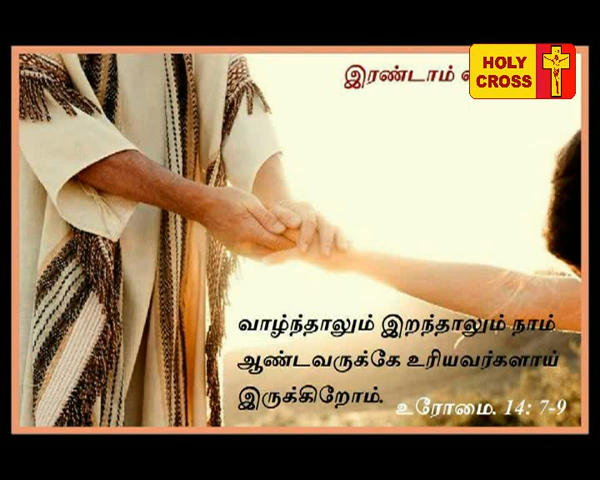 இரண்டாம்
HOLY
CROSS
வாழ்ந்தாலும் இறந்தாலும் நாம்
ஆண்டவருக்கே உரியவர்களாய்
இருக்கிறோம்.
உரோமை. 14: 7-9